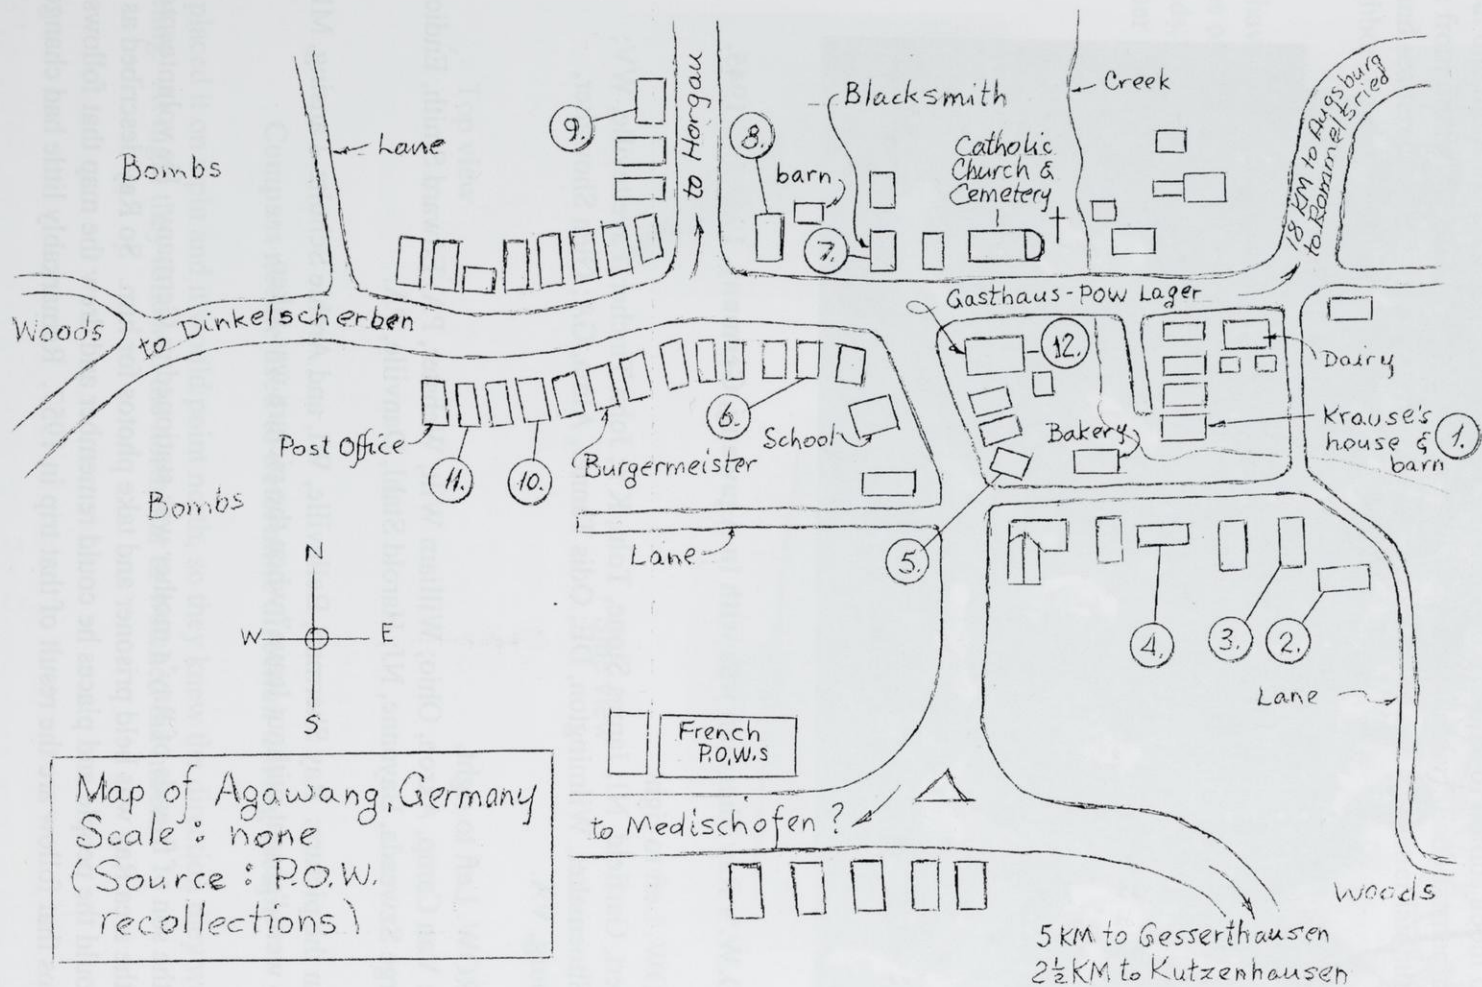 to Horgau
9.
Lane
Bombs
8.
barn
Blacksmith
7.
Catholic
Church &
Cemetery
Creek
18 KM to Augsburg
to Rommelsried
Woods
to Dinkelscherben
Gasthaus-POW Lager
12.
Dairy
Krause's
house &
barn
1.
Bakery
School
6.
Burgermeister
Post Office
11.
10.
Bombs
Lane
5.
4.
3.
2.
Lane
N
W
E
S
French
P.O.W.s
to Medischofen ?
Woods
Map of Agawang, Germany
Scale : none
(Source : P.O.W.
recollections)
5 KM to Gesserthausen
2½ KM to Kutzenhausen